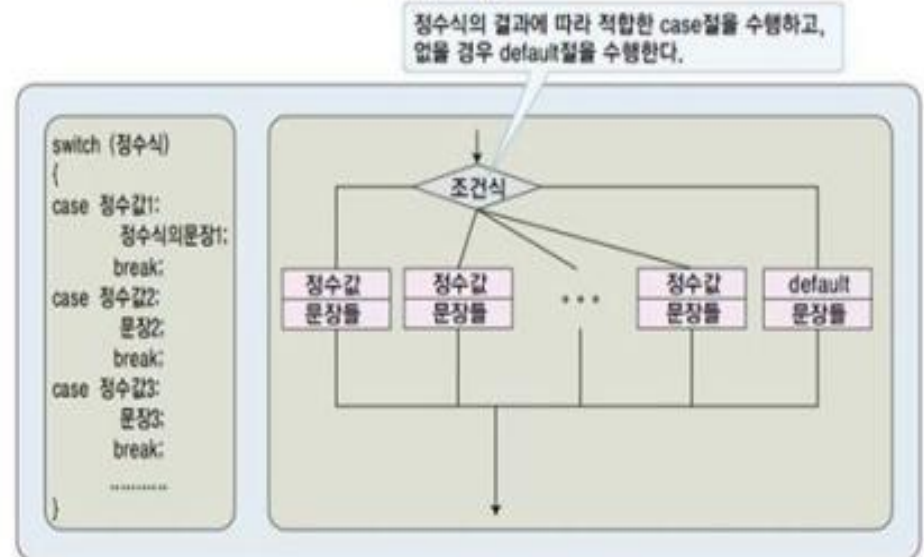 정수식의 결과에 따라 적합한 case절을 수행하고,
없을 경우 default절을 수행한다.
switch (정수식)
{
case 정수값1:
정수식의문장1;
break;
case 정수값2:
문장2;
break;
case 정수값3:
문장3;
break;
...........
}
조건식
정수값
문장들
정수값
문장들
• • •
정수값
문장들
default
문장들